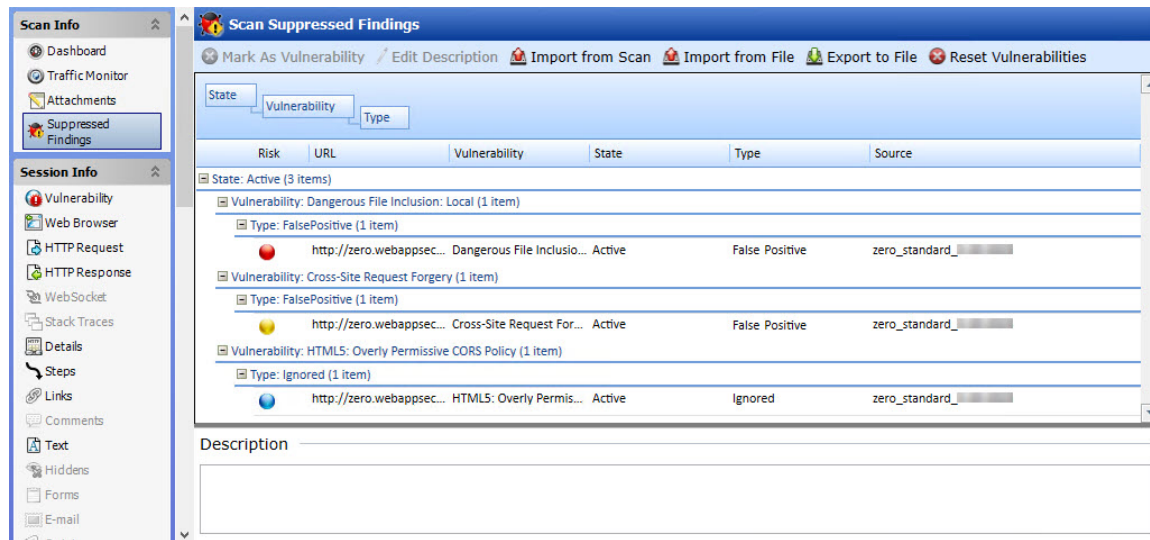 Scan Info
Dashboard
Traffic Monitor
Attachments
Suppressed
Findings
Session Info
Vulnerability
Web Browser
HTTP Request
HTTP Response
WebSocket
Stack Traces
Details
Steps
Links
Comments
Text
Hiddens
Forms
E-mail
Scan Suppressed Findings
Mark As Vulnerability Edit Description Import from Scan Import from File Export to File Reset Vulnerabilities
State
Vulnerability
Type
Risk URL Vulnerability State Type Source
State: Active (3 items)
Vulnerability: Dangerous File Inclusion: Local (1 item)
Type: FalsePositive (1 item)
http://zero.webappsec... Dangerous File Inclusio... Active False Positive zero_standard_
Vulnerability: Cross-Site Request Forgery (1 item)
Type: FalsePositive (1 item)
http://zero.webappsec... Cross-Site Request For... Active False Positive zero_standard_
Vulnerability: HTML5: Overly Permissive CORS Policy (1 item)
Type: Ignored (1 item)
http://zero.webappsec... HTML5: Overly Permis... Active Ignored zero_standard_
Description